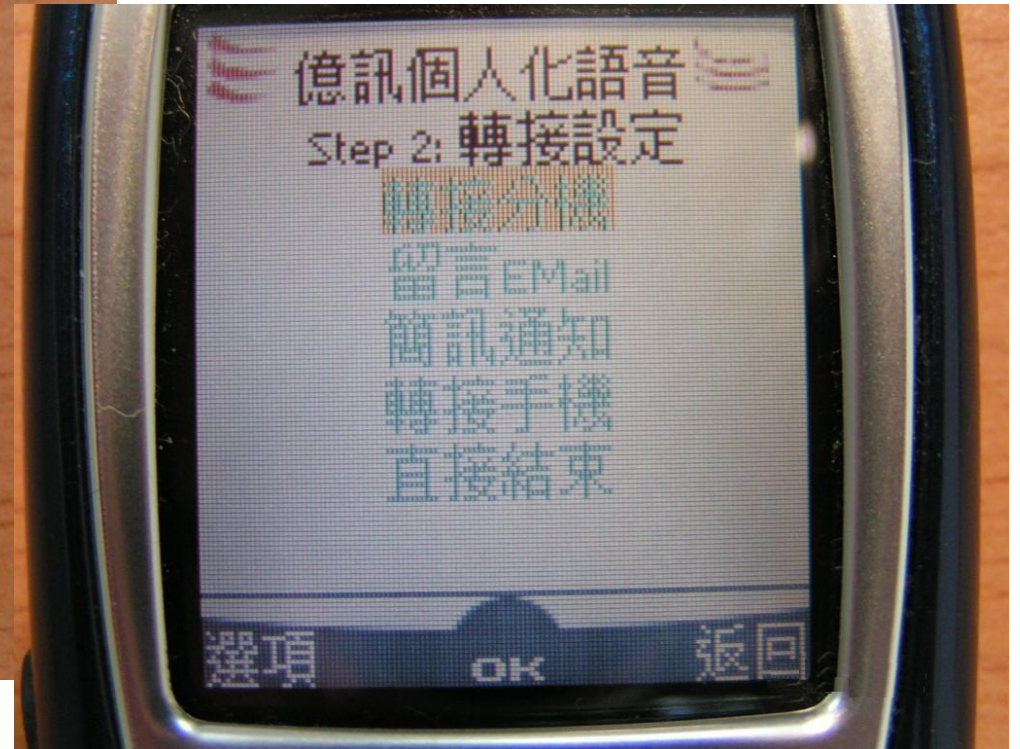 億訊個人化語音
Step 2: 轉接設定
轉接分機
留言EMail
簡訊通知
轉接手機
直接結束
選項 OK 返回